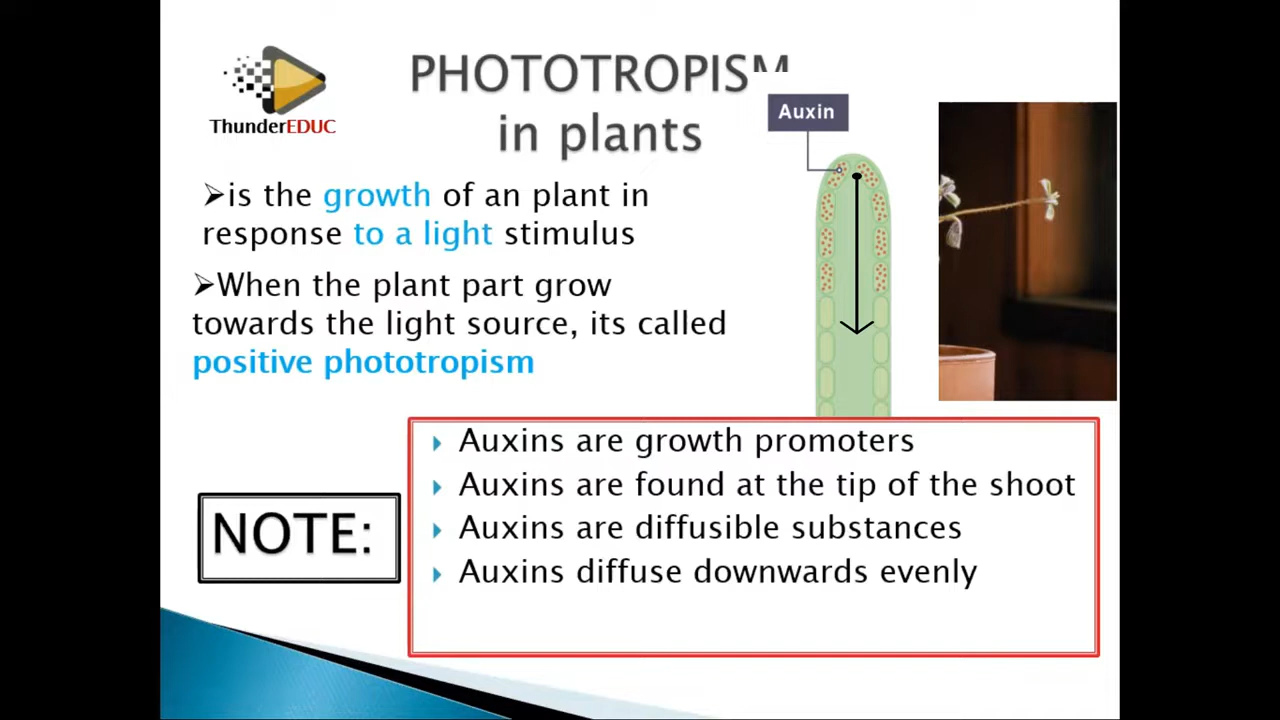 PHOTOTROPISM
in plants
ThunderEDUC
Auxin
➢is the growth of an plant in
response to a light stimulus
➢When the plant part grow
towards the light source, its called
positive phototropism
NOTE:
Auxins are growth promoters
Auxins are found at the tip of the shoot
Auxins are diffusible substances
Auxins diffuse downwards evenly